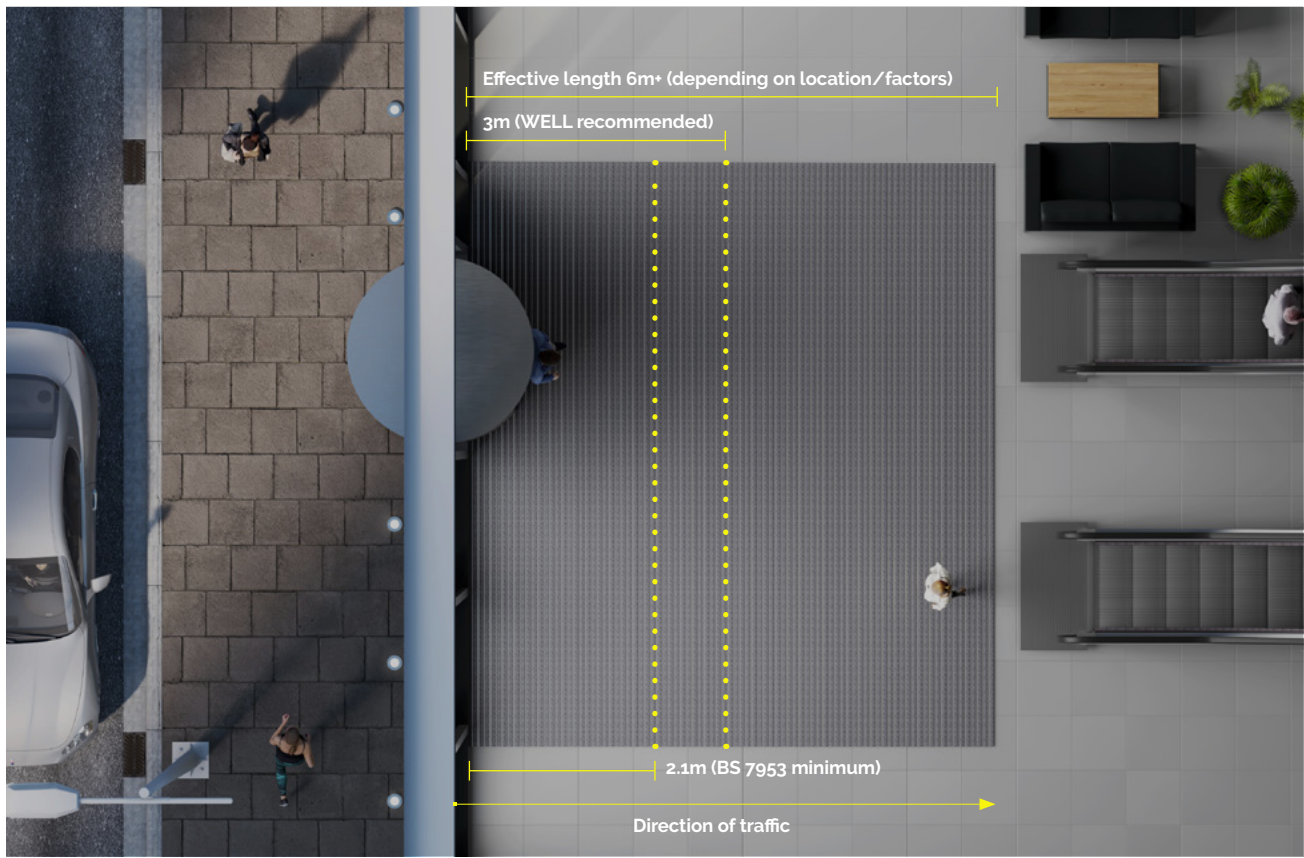 Effective length 6m+ (depending on location/factors)
3m (WELL recommended)
2.1m (BS 7953 minimum)
Direction of traffic